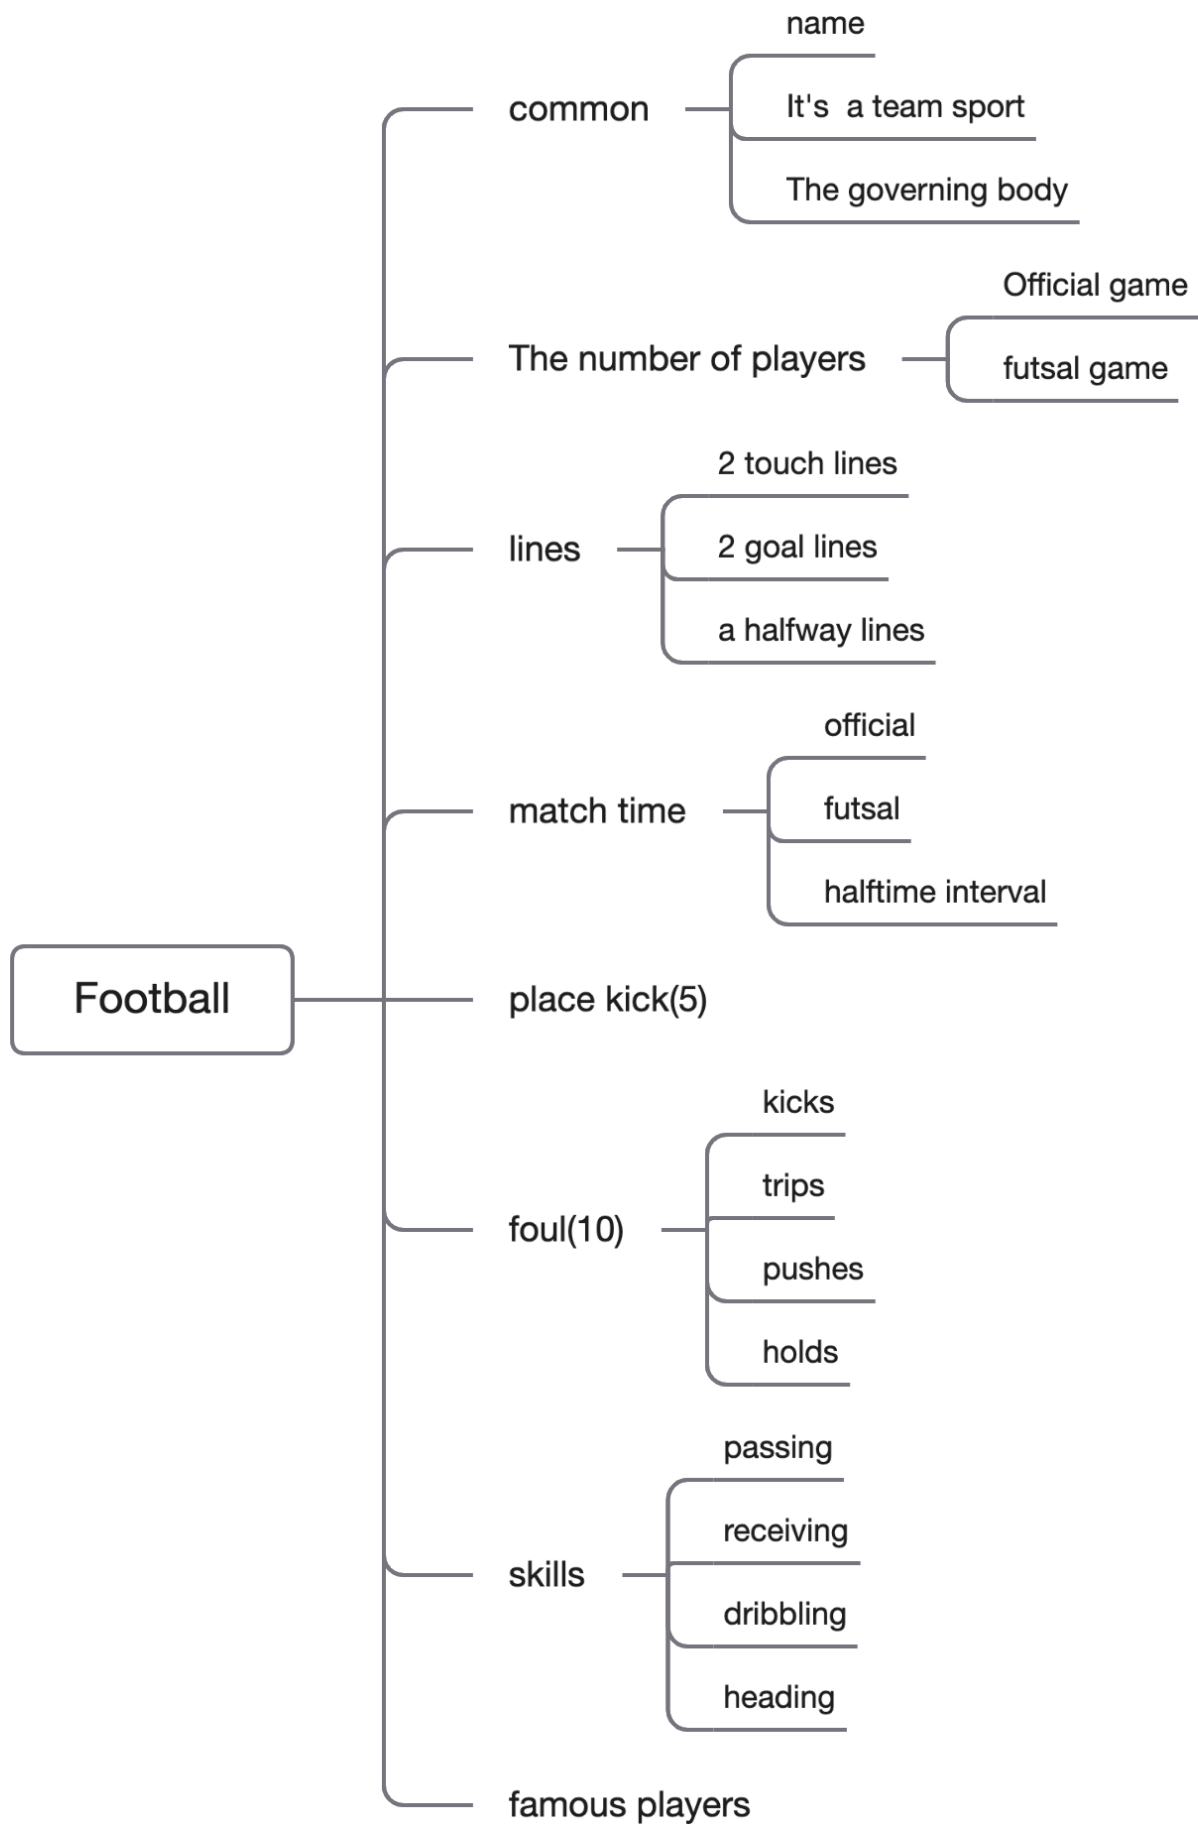 name
common
It's  a team sport
The governing body
Official game
The number of players
futsal game
2 touch lines
lines
2 goal lines
a halfway lines
official
match time
futsal
halftime interval
Football
place kick(5)
kicks
trips
foul(10)
pushes
holds
passing
receiving
skills
dribbling
heading
famous players